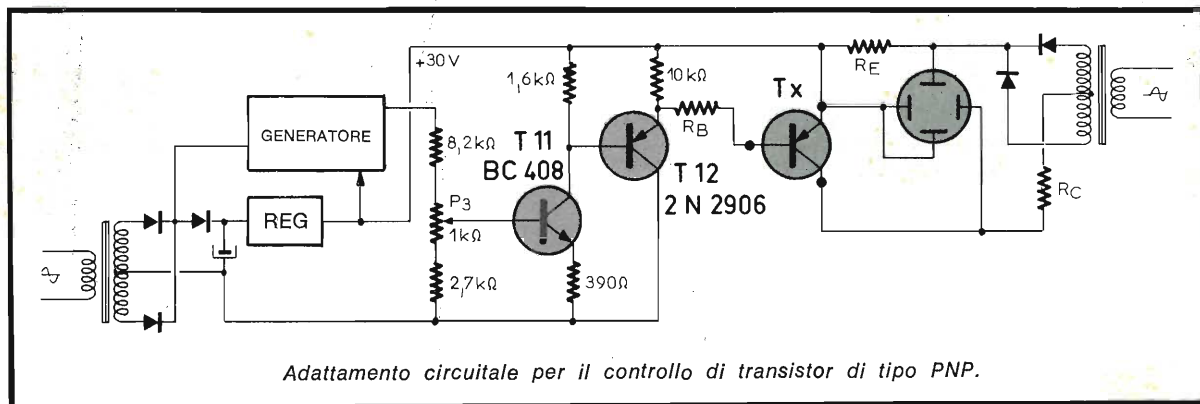 +30V
1,6kΩ
10kΩ
RE
Tx
GENERATORE
RB
8,2kΩ
T 11
BC 408
T 12
2 N 2906
RC
REG
P3
1kΩ
2,7kΩ
390Ω
Adattamento circuitale per il controllo di transistor di tipo PNP.